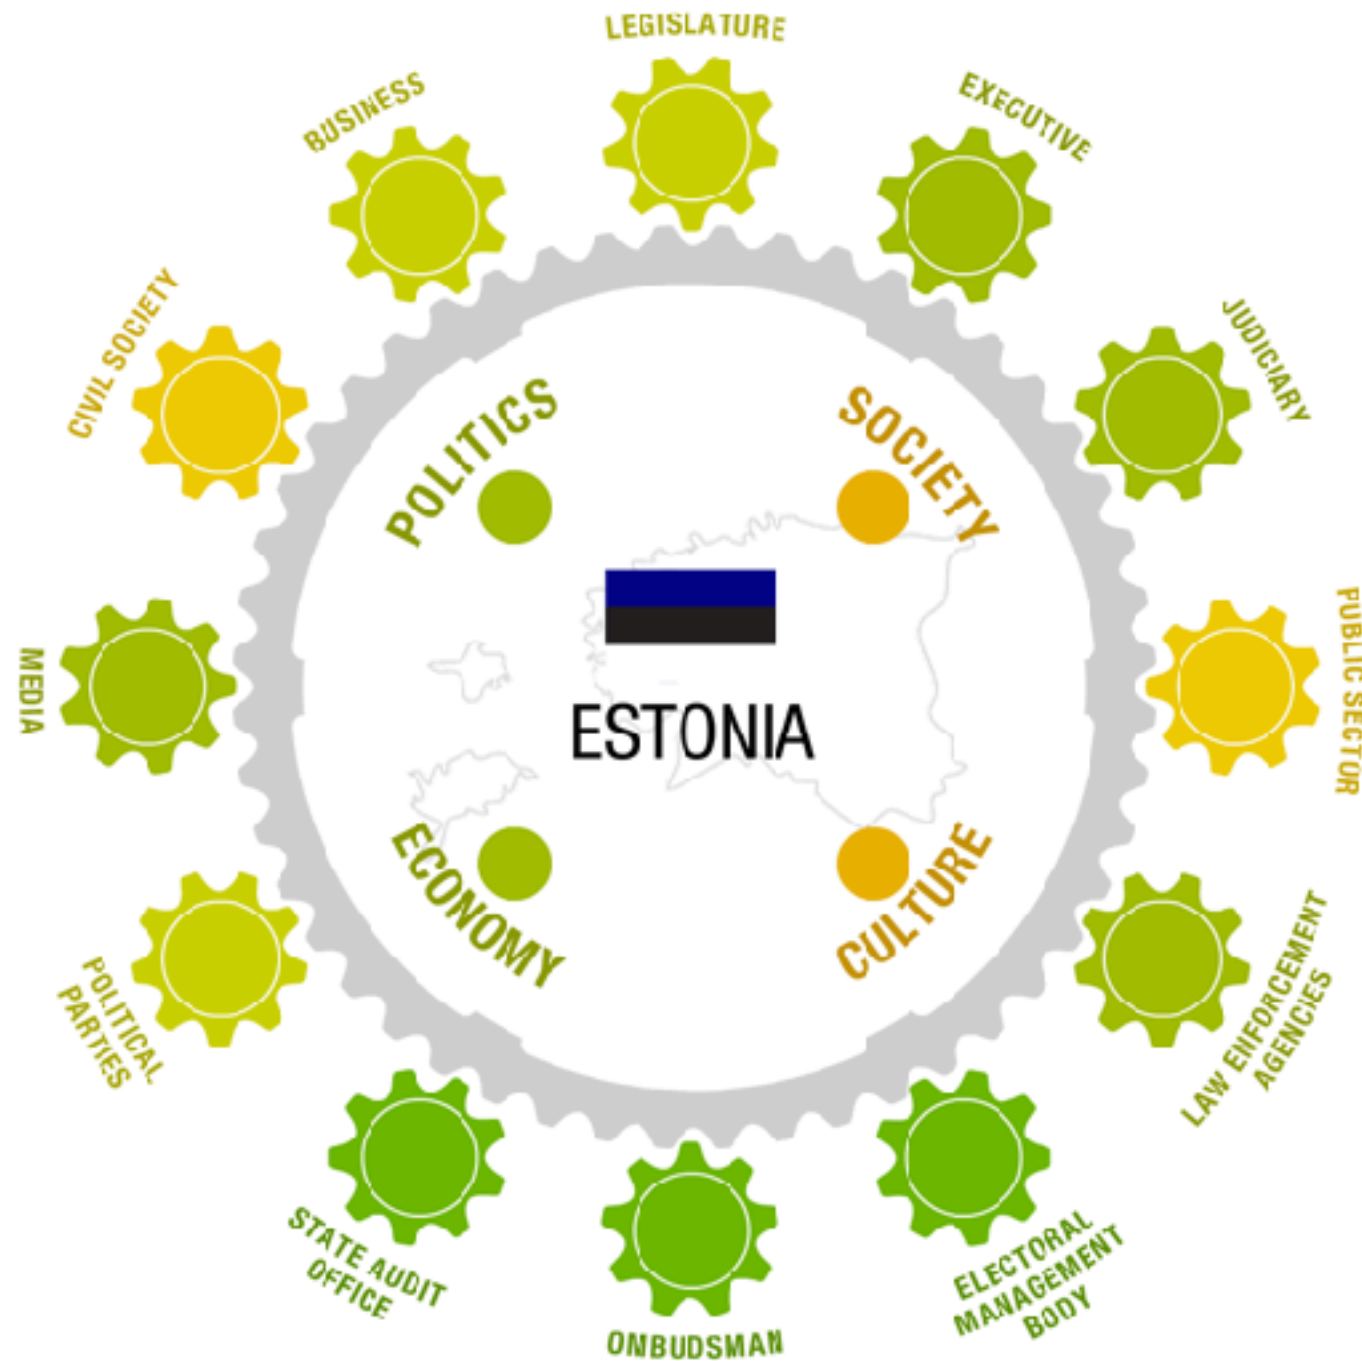 LEGISLATURE
EXECUTIVE
JUDICIARY
PUBLIC SECTOR
LAW ENFORCEMENT
AGENCIES
ELECTORAL
MANAGEMENT
BODY
OMBUDSMAN
STATE AUDIT
OFFICE
POLITICAL
PARTIES
MEDIA
CIVIL SOCIETY
BUSINESS
POLITICS
SOCIETY
ESTONIA
ECONOMY
CULTURE